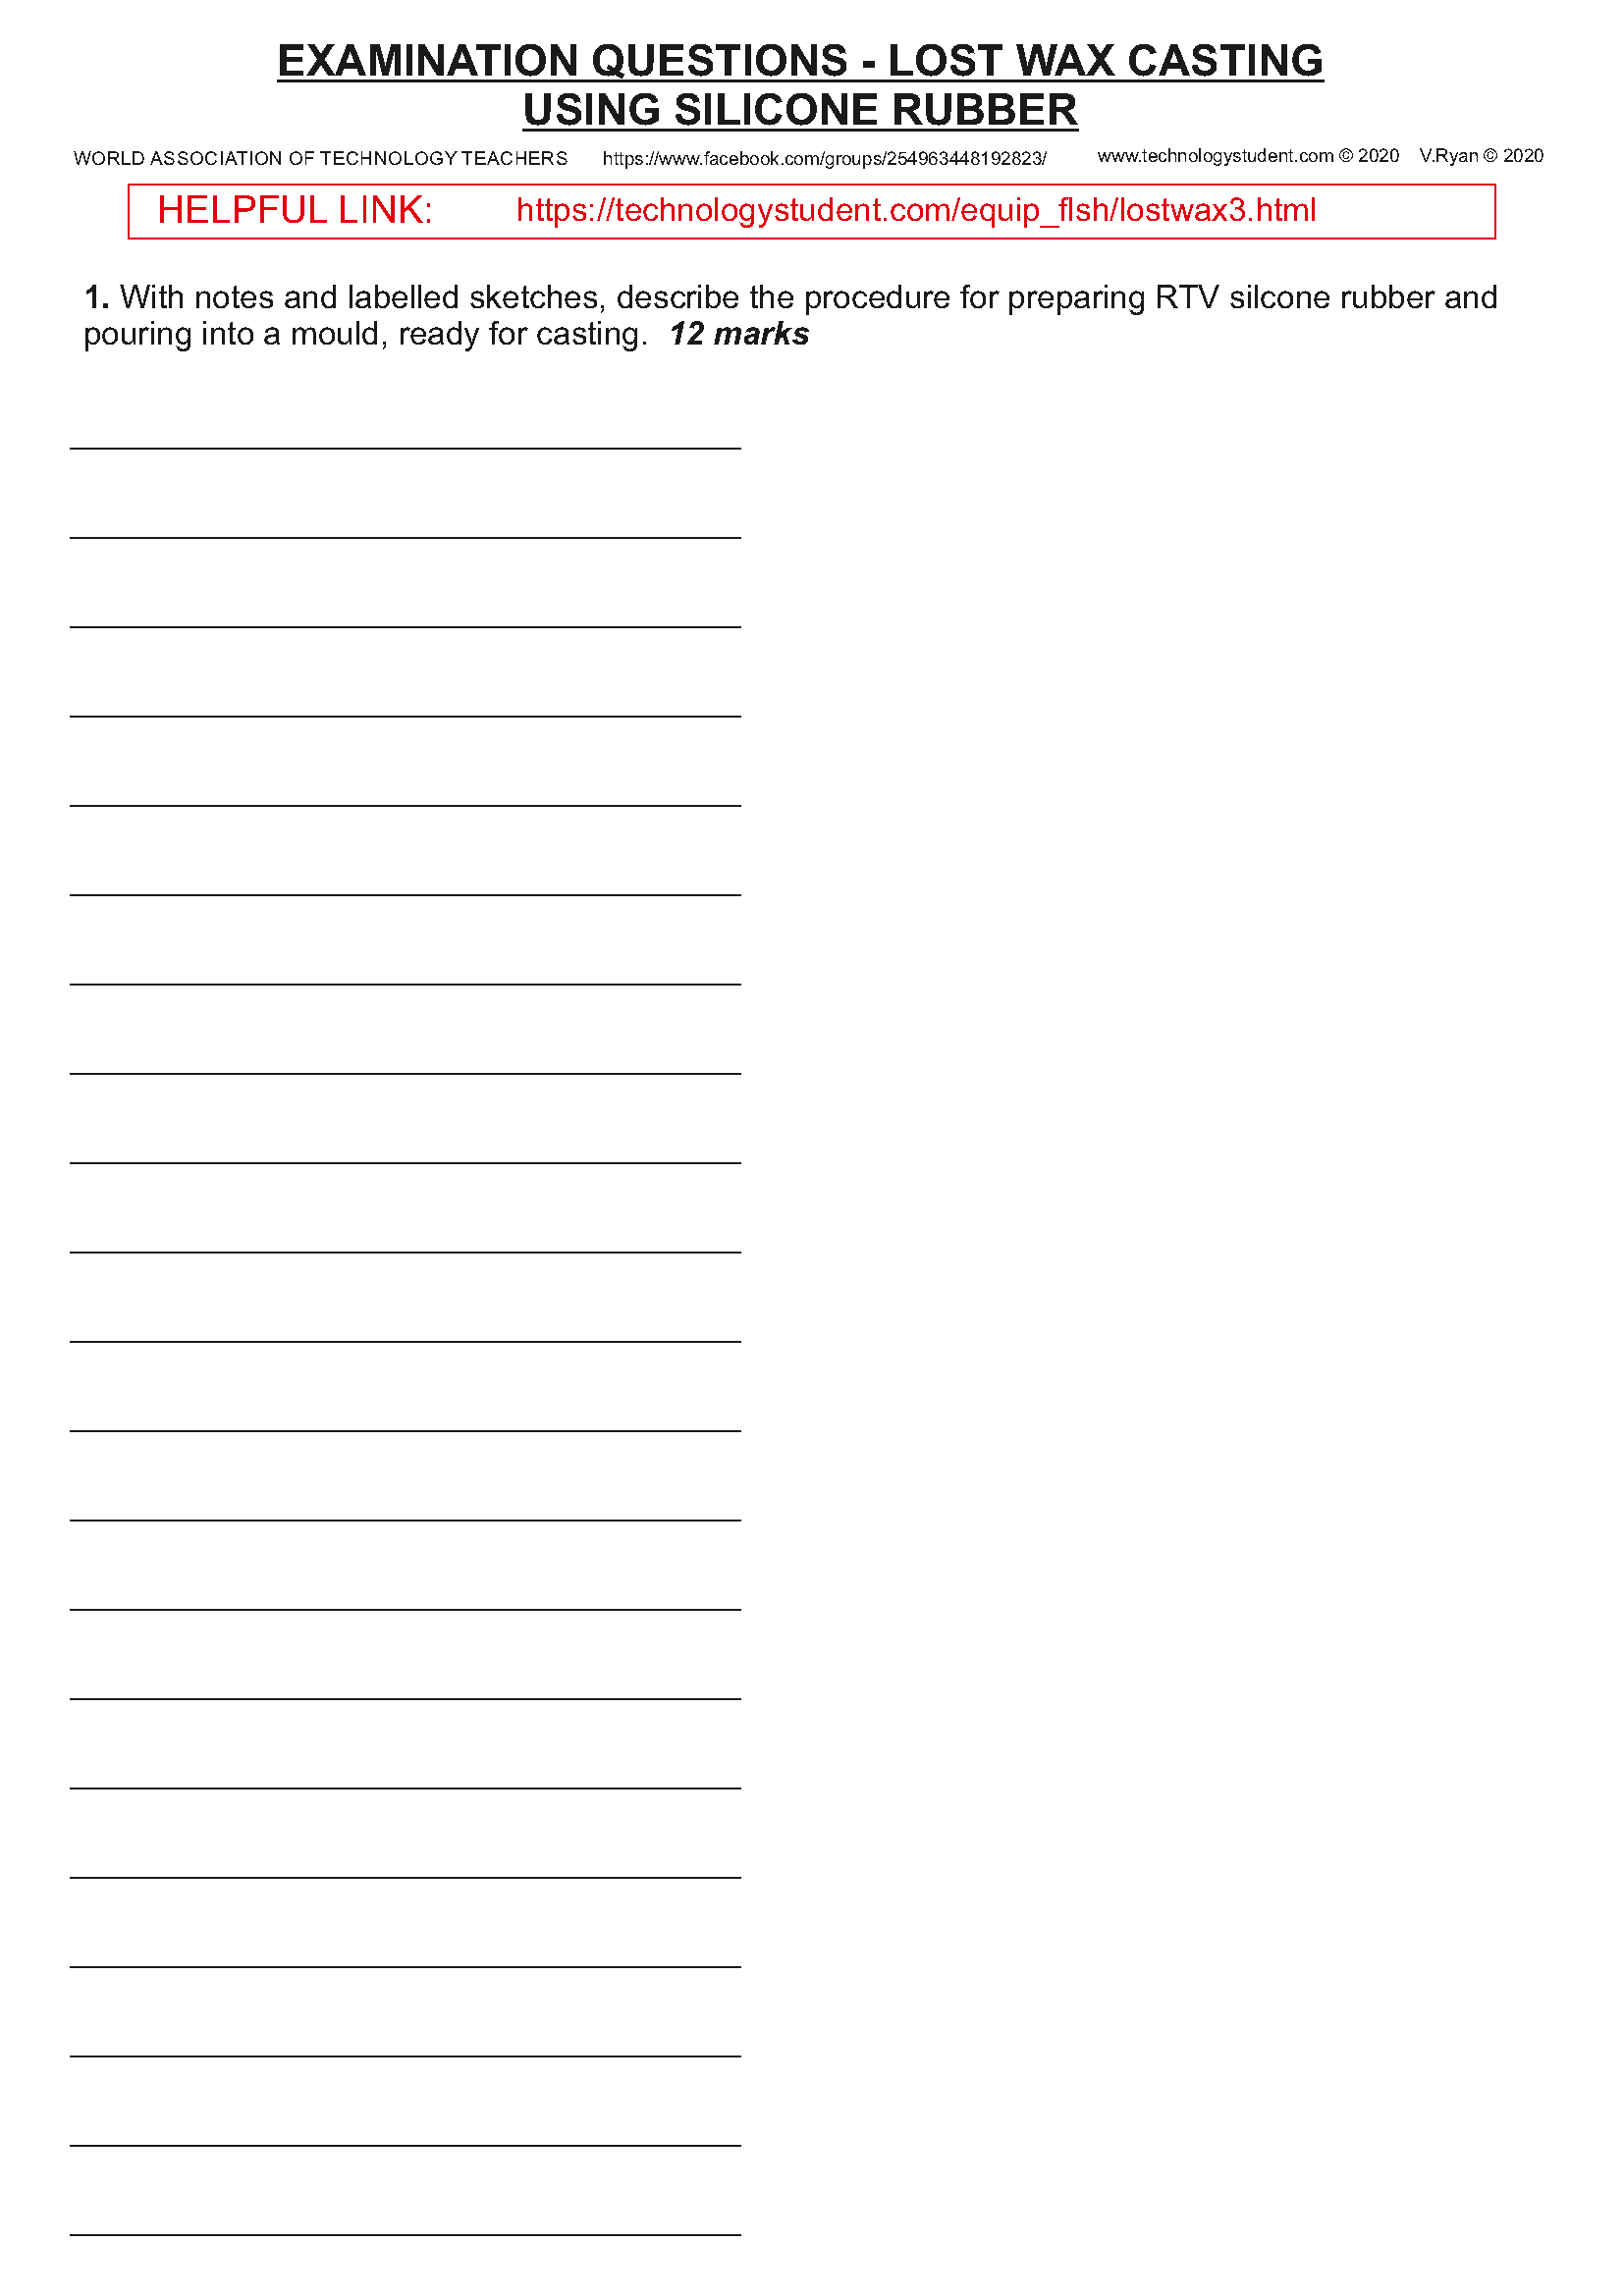 EXAMINATION QUESTIONS - LOST WAX CASTING
USING SILICONE RUBBER
WORLD ASSOCIATION OF TECHNOLOGY TEACHERS https://www.facebook.com/groups/254963448192823/ www.technologystudent.com © 2020 V.Ryan © 2020
HELPFUL LINK: https://technologystudent.com/equip_flsh/lostwax3.html
1. With notes and labelled sketches, describe the procedure for preparing RTV silcone rubber and
pouring into a mould, ready for casting. 12 marks